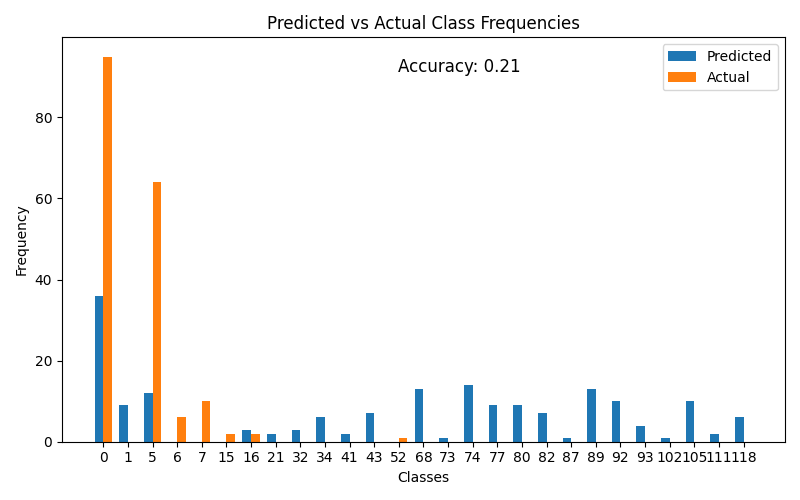 Predicted vs Actual Class Frequencies
Accuracy: 0.21
Predicted
Actual
Frequency
80
60
40
20
0
0 1 5 6 7 15 16 21 32 34 41 43 52 68 73 74 77 80 82 87 89 92 93 102 105 111 118
Classes